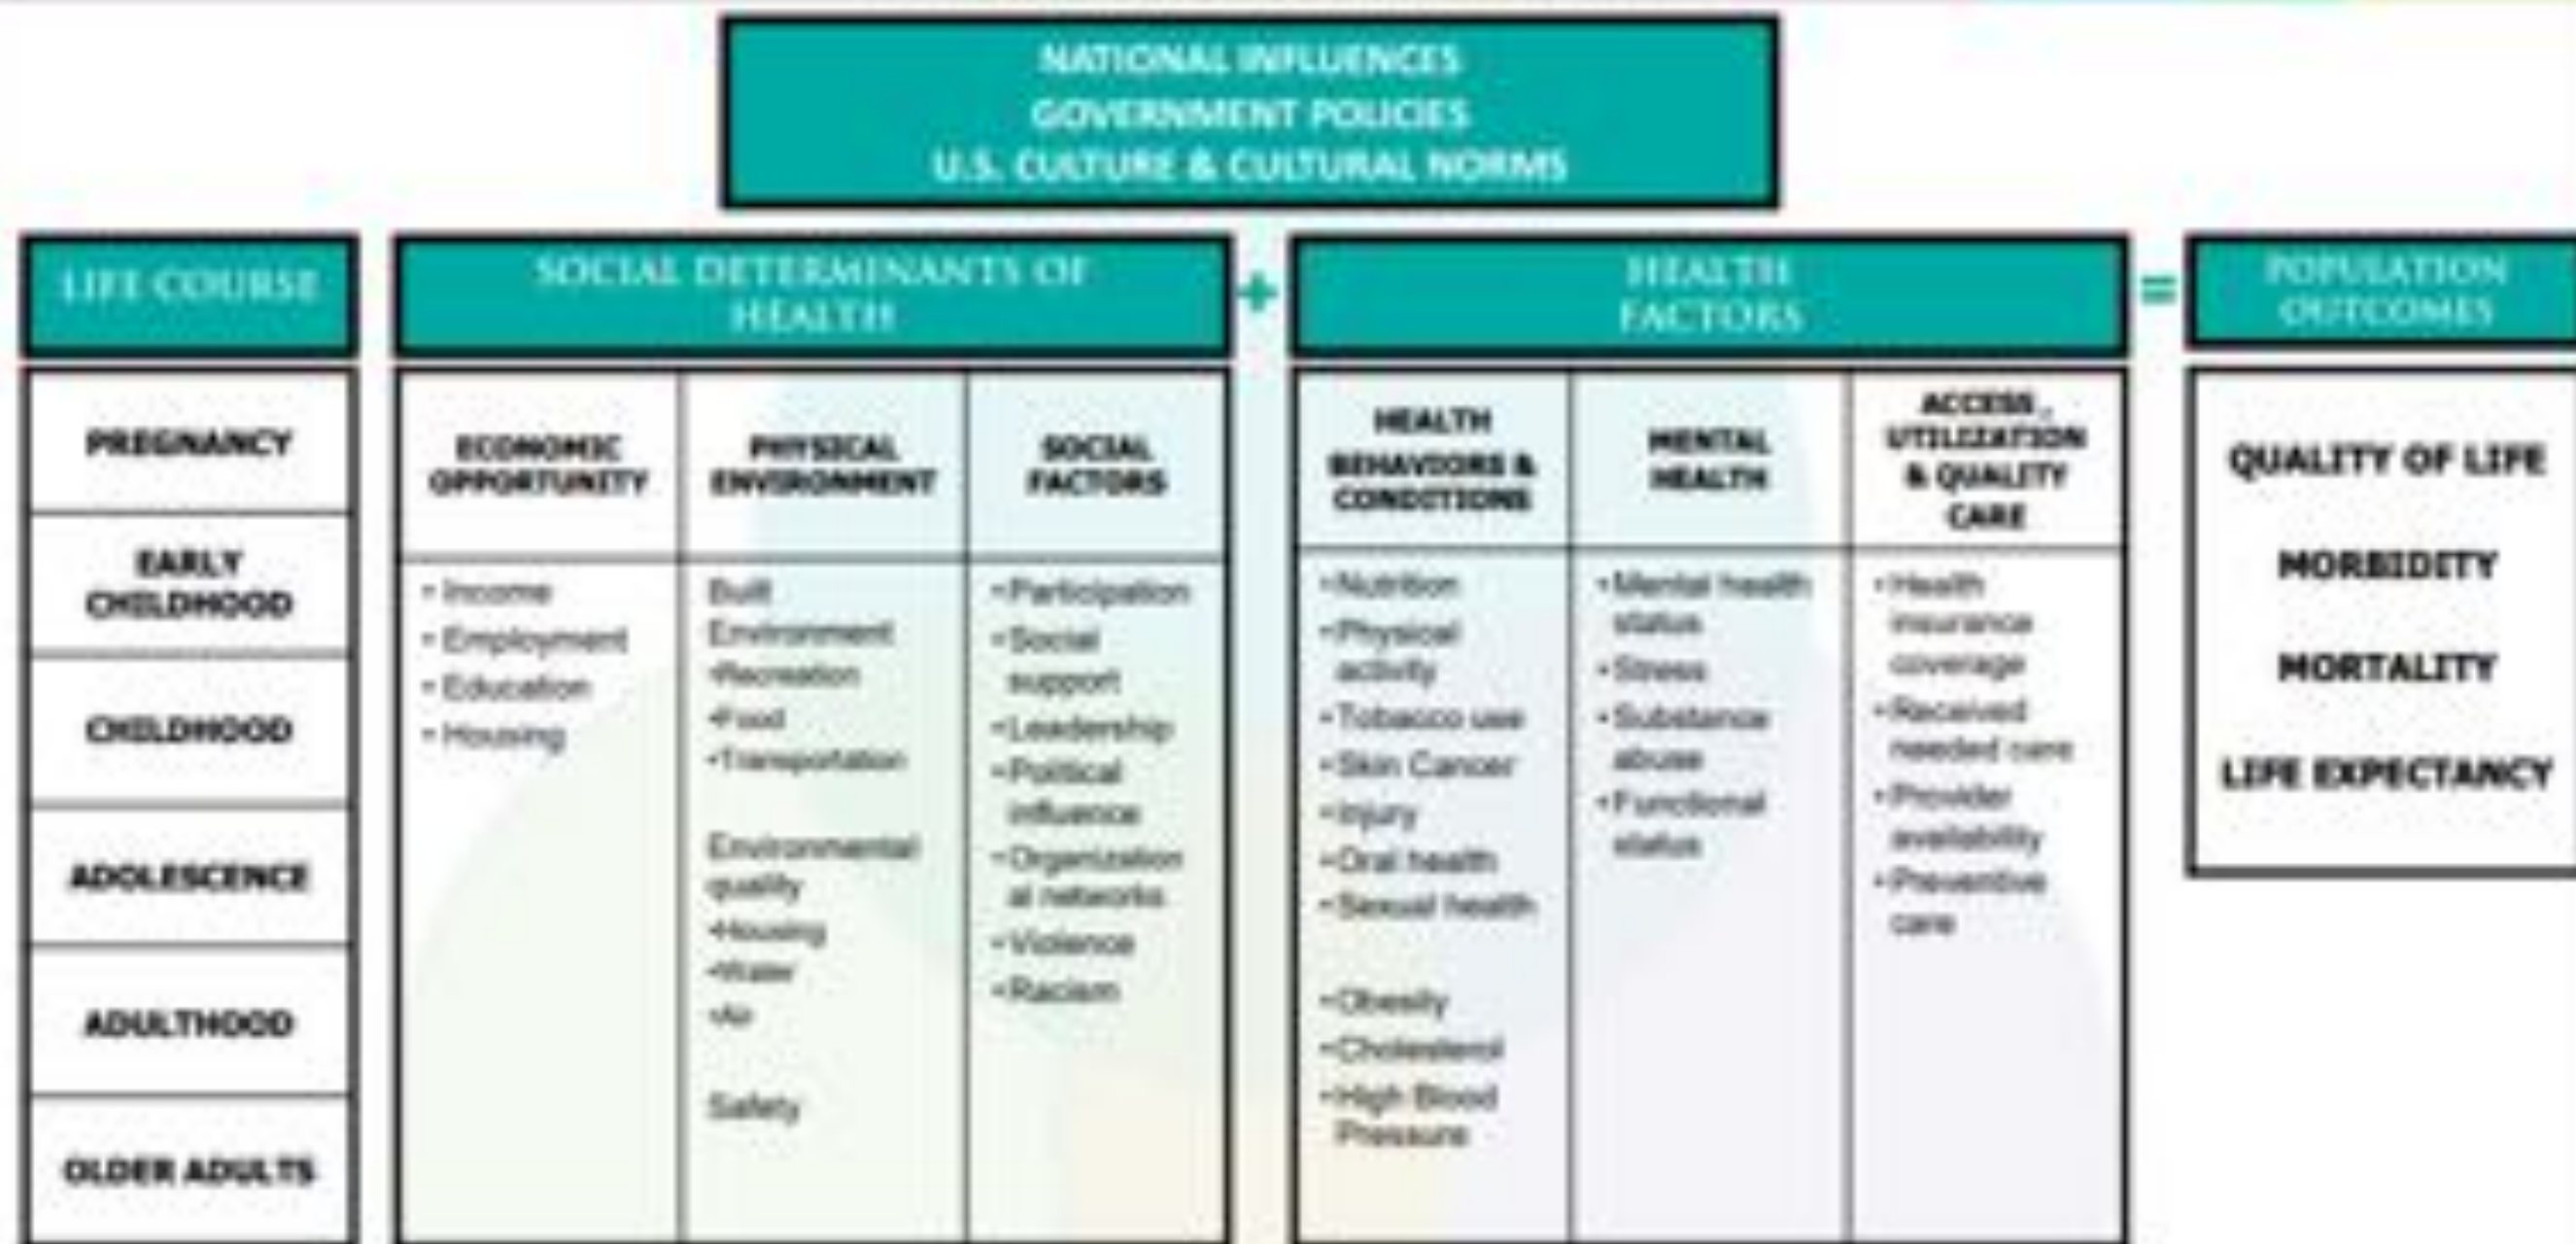 NATIONAL INFLUENCES
GOVERNMENT POLICIES
U.S. CULTURE & CULTURAL NORMS
LIFE COURSE
PREGNANCY
EARLY
CHILDHOOD
CHILDHOOD
ADOLESCENCE
ADULTHOOD
OLDER ADULTS
SOCIAL DETERMINANTS OF
HEALTH
ECONOMIC
OPPORTUNITY
• Income
• Employment
• Education
• Housing
PHYSICAL
ENVIRONMENT
Built
Environment
•Recreation
•Food
•Transportation
Environmental
quality
•Housing
•Water
•Air
Safety
SOCIAL
FACTORS
•Participation
•Social
support
•Leadership
•Political
influence
•Organization
al networks
•Violence
•Racism
+
HEALTH
FACTORS
HEALTH
BEHAVIORS &
CONDITIONS
•Nutrition
•Physical
activity
•Tobacco use
•Skin Cancer
•Injury
•Oral health
•Sexual health
•Obesity
•Cholesterol
•High Blood
Pressure
MENTAL
HEALTH
•Mental health
status
•Stress
•Substance
abuse
•Functional
status
ACCESS,
UTILIZATION
& QUALITY
CARE
•Health
insurance
coverage
•Received
needed care
•Provider
availability
•Preventive
care
=
POPULATION
OUTCOMES
QUALITY OF LIFE
MORBIDITY
MORTALITY
LIFE EXPECTANCY